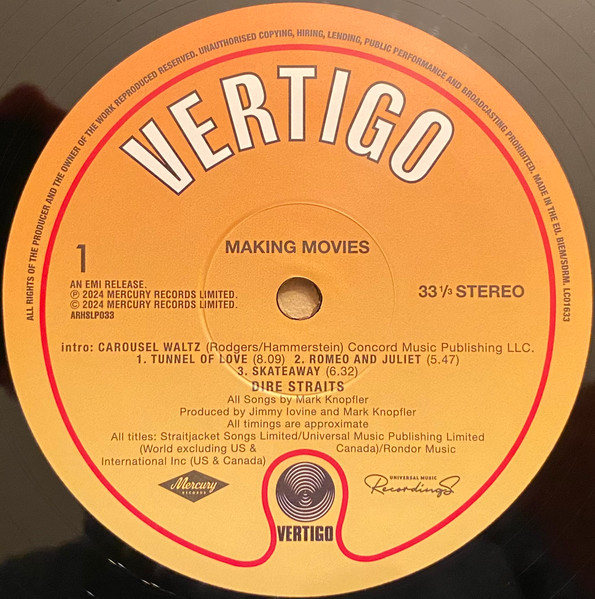 ALL RIGHTS OF THE PRODUCER AND THE OWNER OF THE WORK REPRODUCED RESERVED. UNAUTHORISED COPYING, HIRING, LENDING, PUBLIC PERFORMANCE AND BROADCASTING PROHIBITED. MADE IN THE EU. BIEM/SDRM. LC01633
VERTIGO
MAKING MOVIES
1
AN EMI RELEASE.
℗ 2024 MERCURY RECORDS LIMITED.
© 2024 MERCURY RECORDS LIMITED.
ARHSLP033
33 1/3 STEREO
intro: CAROUSEL WALTZ (Rodgers/Hammerstein) Concord Music Publishing LLC.
1. TUNNEL OF LOVE (8.09) 2. ROMEO AND JULIET (5.47)
3. SKATEAWAY (6.32)
DIRE STRAITS
All Songs by Mark Knopfler
Produced by Jimmy Iovine and Mark Knopfler
All timings are approximate
All titles: Straitjacket Songs Limited/Universal Music Publishing Limited
(World excluding US & Canada)/Rondor Music
International Inc (US & Canada)
Mercury
RECORDS
UNIVERSAL MUSIC
Recordings
VERTIGO